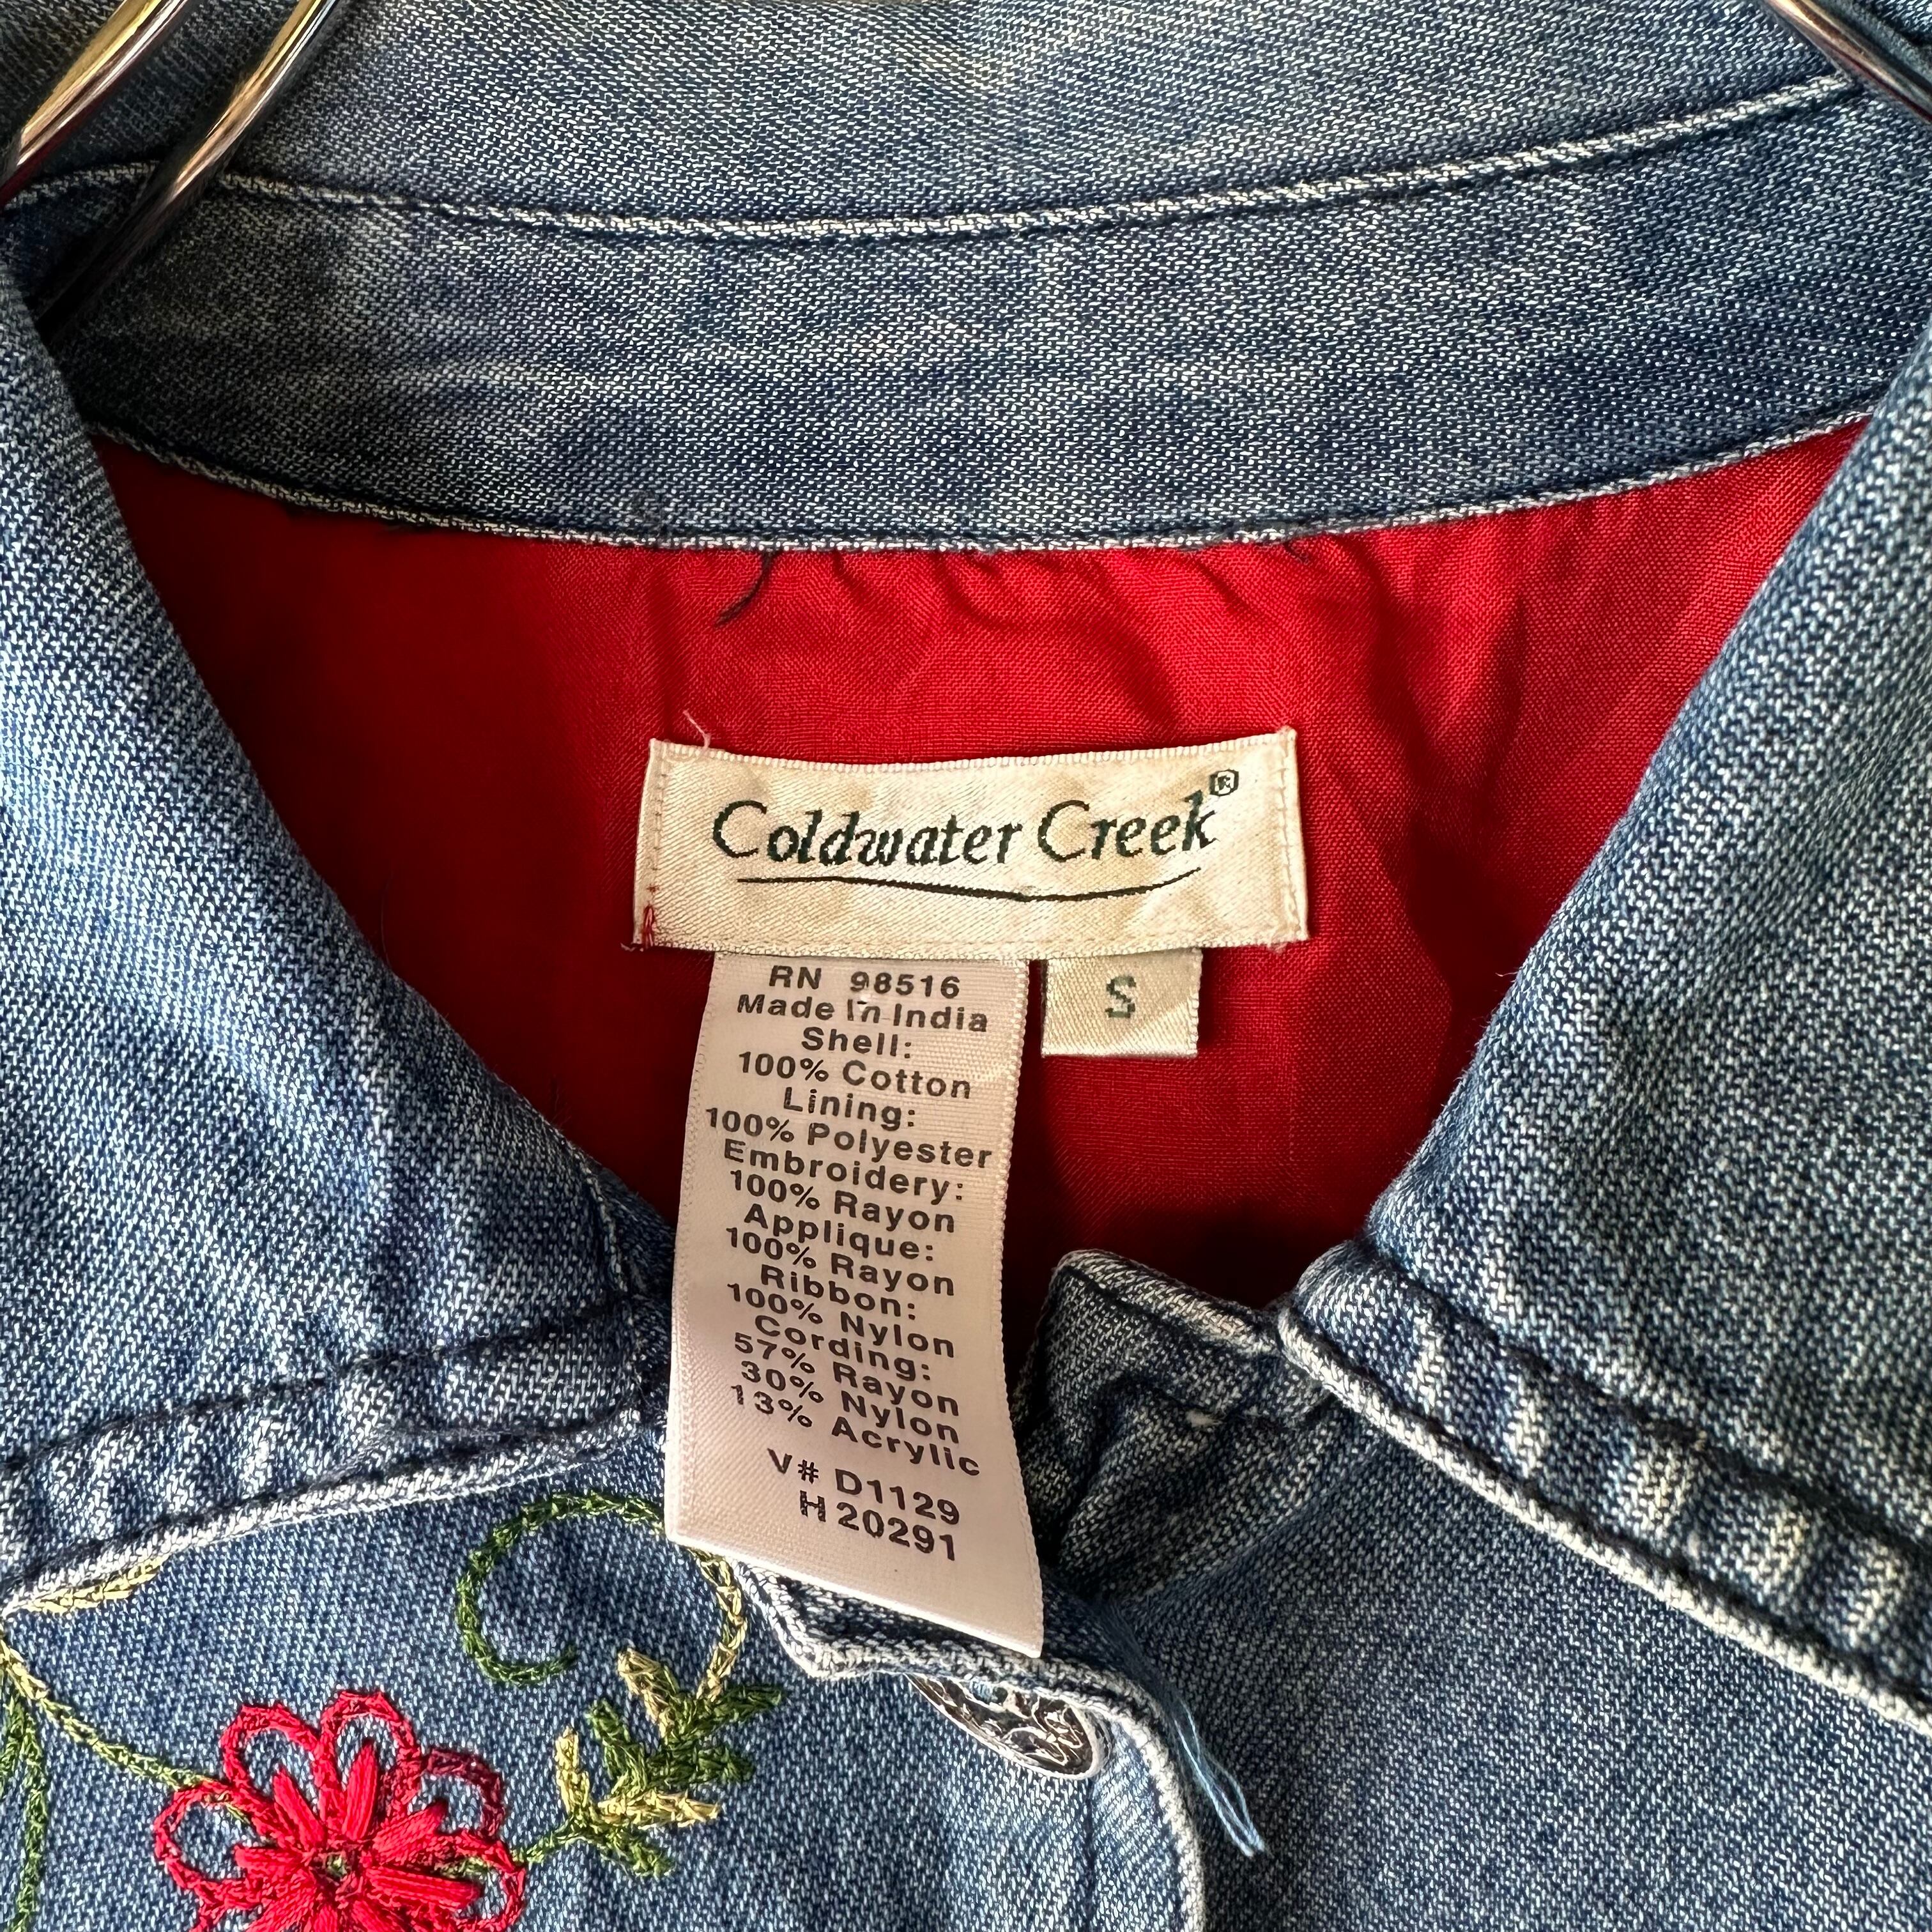 Coldwater Creek®
S
RN 98516
Made In India
Shell:
100% Cotton
Lining:
100% Polyester
Embroidery:
100% Rayon
Applique:
100% Rayon
Ribbon:
100% Nylon
Cording:
57% Rayon
30% Nylon
13% Acrylic
V# D1129
H 20291